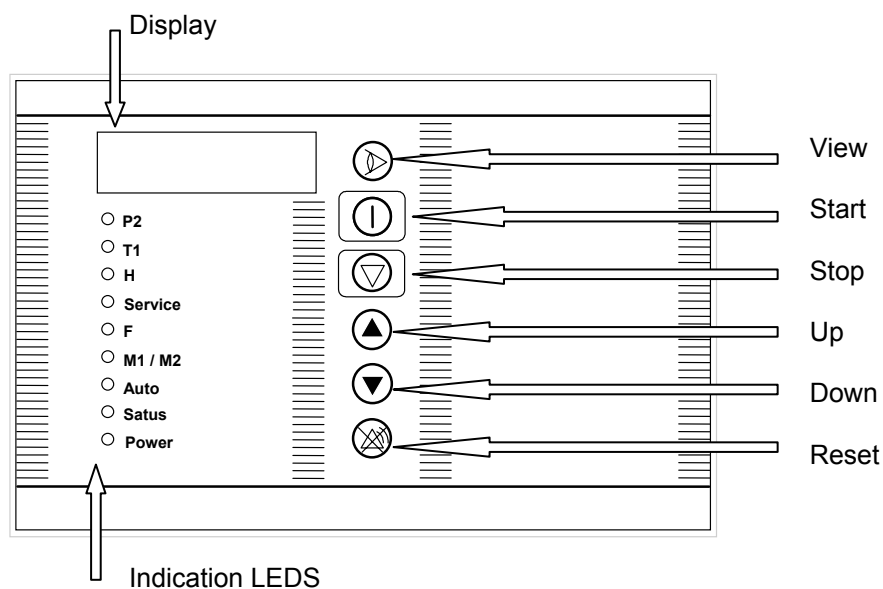 Display
P2
T1
H
Service
F
M1 / M2
Auto
Satus
Power
View
Start
Stop
Up
Down
Reset
Indication LEDS